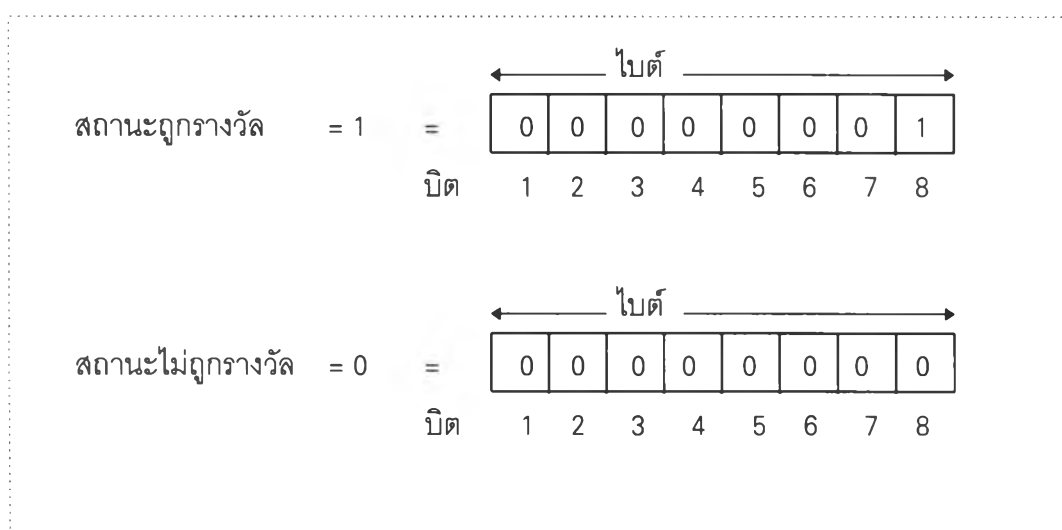 ไบต์
สถานะถูกรางวัล = 1 = 0 0 0 0 0 0 0 1
บิต 1 2 3 4 5 6 7 8
ไบต์
สถานะไม่ถูกรางวัล = 0 = 0 0 0 0 0 0 0 0
บิต 1 2 3 4 5 6 7 8